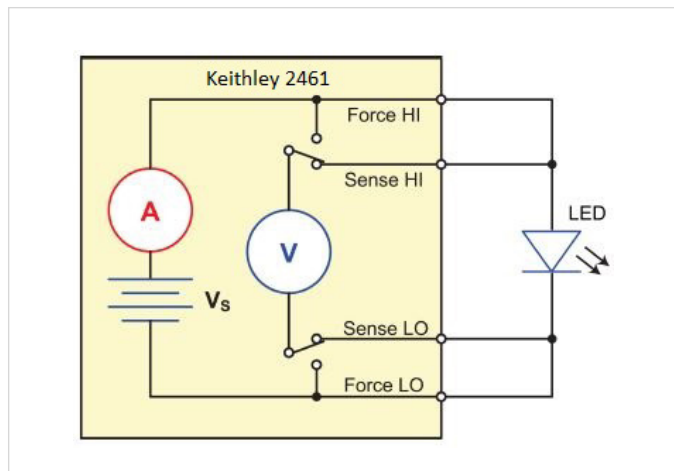 Keithley 2461
Force HI
Sense HI
A
V
LED
Vs
Sense LO
Force LO